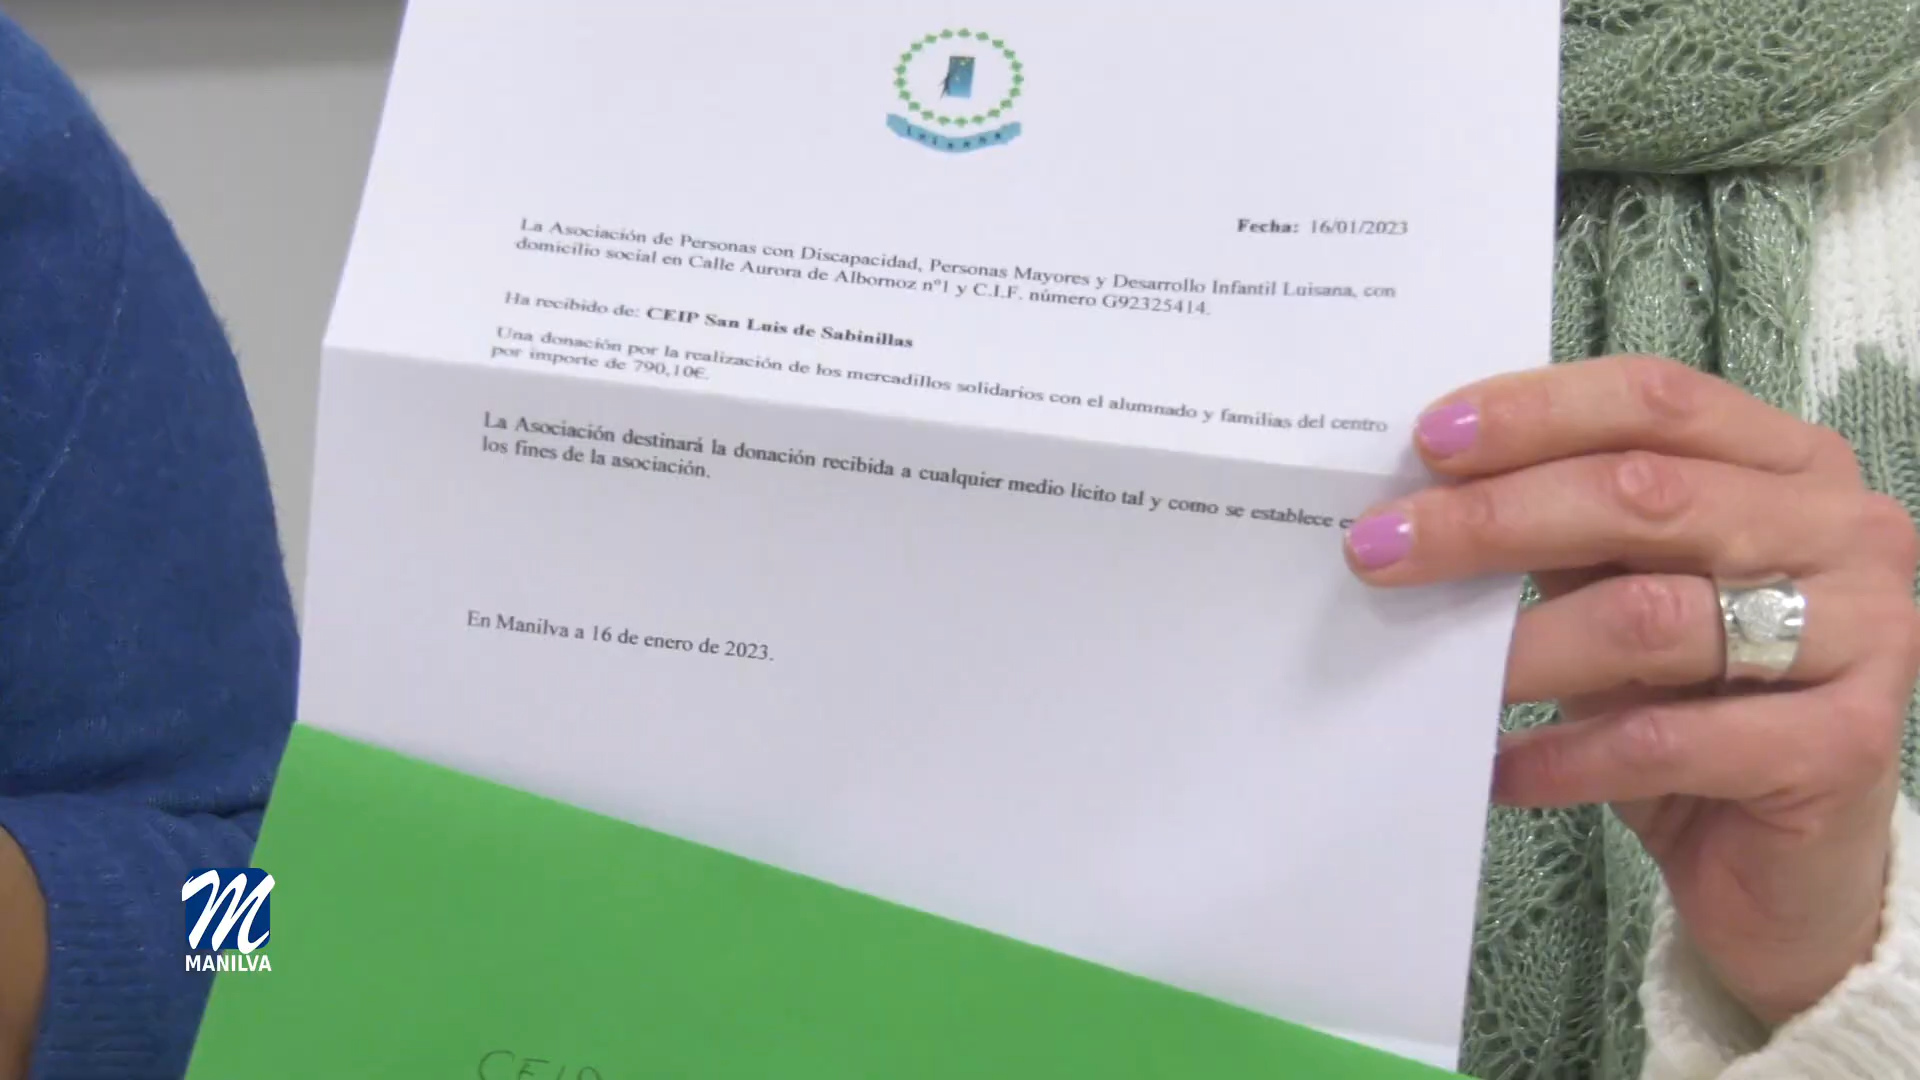 Luisana
Fecha: 16/01/2023
La Asociación de Personas con Discapacidad, Personas Mayores y Desarrollo Infantil Luisana, con
domicilio social en Calle Aurora de Albornoz nº1 y C.I.F. número G92325414.
Ha recibido de: CEIP San Luis de Sabinillas
Una donación por la realización de los mercadillos solidarios con el alumnado y familias del centro
por importe de 790,10€.
La Asociación destinará la donación recibida a cualquier medio lícito tal y como se establece
los fines de la asociación.
En Manilva a 16 de enero de 2023.
M
MANILVA
CEIP